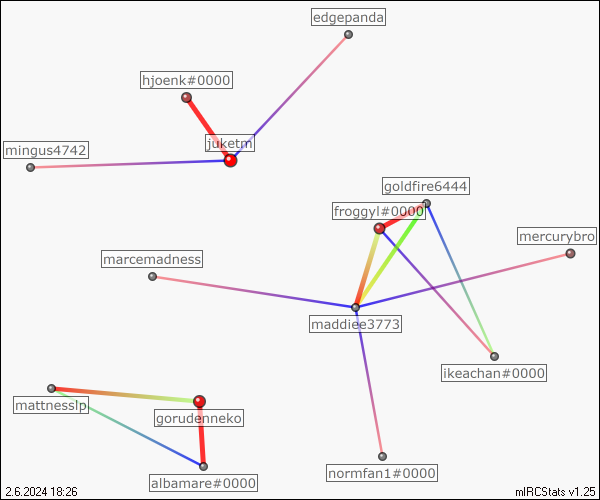 edgepanda
hjoenk#0000
juketm
mingus4742
goldfire6444
froggyl#0000
mercurybro
marcemadness
maddiee3773
ikeachan#0000
mattnesslp
gorudenneko
albamare#0000
normfan1#0000
2.6.2024 18:26
mIRCStats v1.25